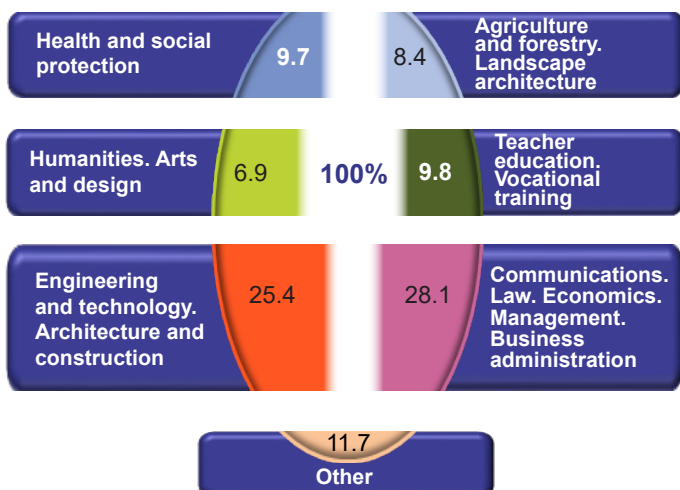 Health and social
protection
9.7
8.4
Agriculture
and forestry.
Landscape
architecture
Humanities. Arts
and design
6.9
100%
9.8
Teacher
education.
Vocational
training
Engineering
and technology.
Architecture and
construction
25.4
28.1
Communications.
Law. Economics.
Management.
Business
administration
11.7
Other